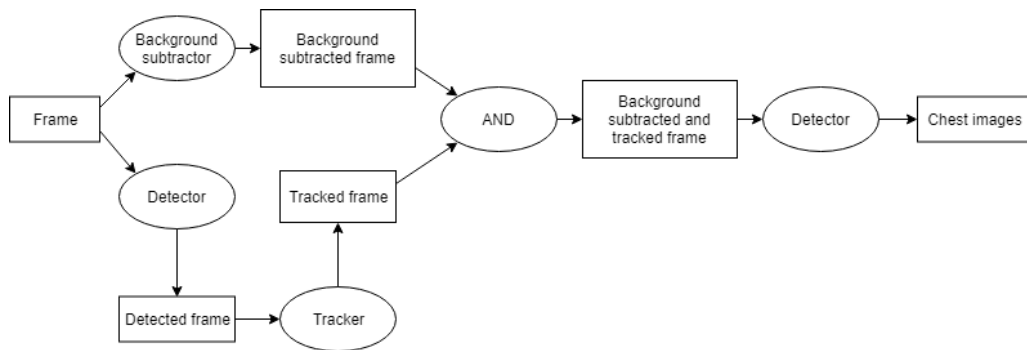 Background
subtractor
Background
subtracted frame
Frame
AND
Background
subtracted and
tracked frame
Detector
Chest images
Detector
Tracked frame
Detected frame
Tracker